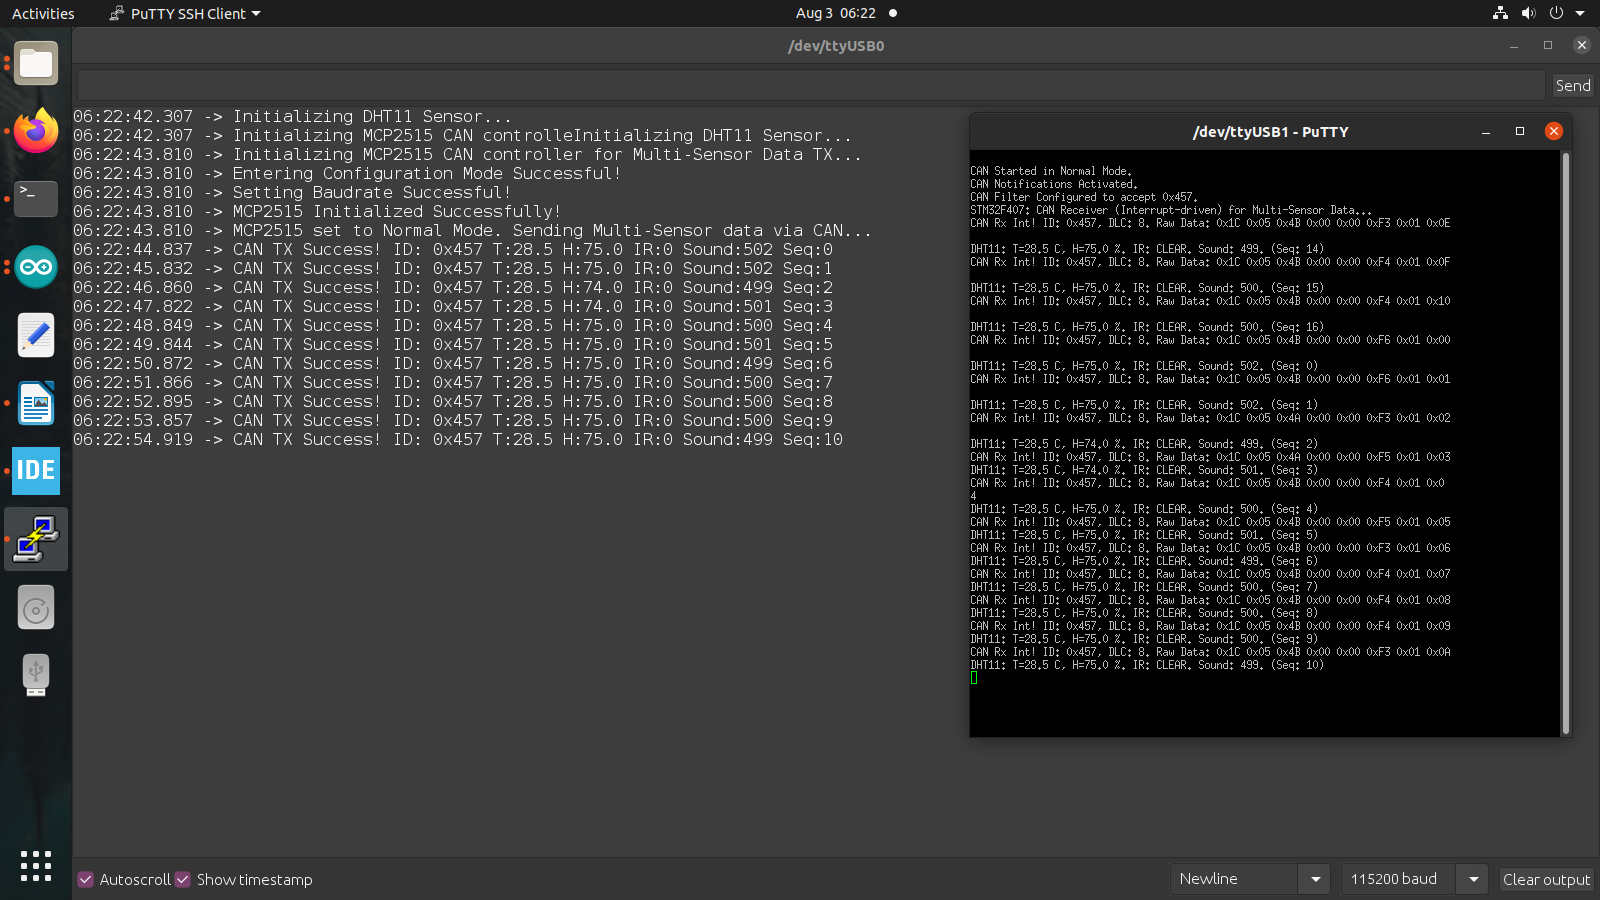 Activities
PuTTY SSH Client
Aug 3 06:22
/dev/ttyUSB0
Send
06:22:42.307 -> Initializing DHT11 Sensor...
06:22:42.307 -> Initializing MCP2515 CAN controlleInitializing DHT11 Sensor...
06:22:43.810 -> Initializing MCP2515 CAN controller for Multi-Sensor Data TX...
06:22:43.810 -> Entering Configuration Mode Successful!
06:22:43.810 -> Setting Baudrate Successful!
06:22:43.810 -> MCP2515 Initialized Successfully!
06:22:43.810 -> MCP2515 set to Normal Mode. Sending Multi-Sensor data via CAN...
06:22:44.837 -> CAN TX Success! ID: 0x457 T:28.5 H:75.0 IR:0 Sound:502 Seq:0
06:22:45.832 -> CAN TX Success! ID: 0x457 T:28.5 H:75.0 IR:0 Sound:502 Seq:1
06:22:46.860 -> CAN TX Success! ID: 0x457 T:28.5 H:74.0 IR:0 Sound:499 Seq:2
06:22:47.822 -> CAN TX Success! ID: 0x457 T:28.5 H:74.0 IR:0 Sound:501 Seq:3
06:22:48.849 -> CAN TX Success! ID: 0x457 T:28.5 H:75.0 IR:0 Sound:500 Seq:4
06:22:49.844 -> CAN TX Success! ID: 0x457 T:28.5 H:75.0 IR:0 Sound:501 Seq:5
06:22:50.872 -> CAN TX Success! ID: 0x457 T:28.5 H:75.0 IR:0 Sound:499 Seq:6
06:22:51.866 -> CAN TX Success! ID: 0x457 T:28.5 H:75.0 IR:0 Sound:500 Seq:7
06:22:52.895 -> CAN TX Success! ID: 0x457 T:28.5 H:75.0 IR:0 Sound:500 Seq:8
06:22:53.857 -> CAN TX Success! ID: 0x457 T:28.5 H:75.0 IR:0 Sound:500 Seq:9
06:22:54.919 -> CAN TX Success! ID: 0x457 T:28.5 H:75.0 IR:0 Sound:499 Seq:10
/dev/ttyUSB1 - PuTTY
CAN Started in Normal Mode.
CAN Notifications Activated.
CAN Filter Configured to accept 0x457.
STM32F407: CAN Receiver (Interrupt-driven) for Multi-Sensor Data...
CAN Rx Int! ID: 0x457, DLC: 8. Raw Data: 0x1C 0x05 0x4B 0x00 0x00 0xF3 0x01 0x0E
DHT11: T=28.5 C, H=75.0 %. IR: CLEAR. Sound: 499. (Seq: 14)
CAN Rx Int! ID: 0x457, DLC: 8. Raw Data: 0x1C 0x05 0x4B 0x00 0x00 0xF4 0x01 0x0F
DHT11: T=28.5 C, H=75.0 %. IR: CLEAR. Sound: 500. (Seq: 15)
CAN Rx Int! ID: 0x457, DLC: 8. Raw Data: 0x1C 0x05 0x4B 0x00 0x00 0xF4 0x01 0x10
DHT11: T=28.5 C, H=75.0 %. IR: CLEAR. Sound: 500. (Seq: 16)
CAN Rx Int! ID: 0x457, DLC: 8. Raw Data: 0x1C 0x05 0x4B 0x00 0x00 0xF6 0x01 0x00
DHT11: T=28.5 C, H=75.0 %. IR: CLEAR. Sound: 502. (Seq: 0)
CAN Rx Int! ID: 0x457, DLC: 8. Raw Data: 0x1C 0x05 0x4B 0x00 0x00 0xF6 0x01 0x01
DHT11: T=28.5 C, H=75.0 %. IR: CLEAR. Sound: 502. (Seq: 1)
CAN Rx Int! ID: 0x457, DLC: 8. Raw Data: 0x1C 0x05 0x4A 0x00 0x00 0xF3 0x01 0x02
DHT11: T=28.5 C, H=74.0 %. IR: CLEAR. Sound: 499. (Seq: 2)
CAN Rx Int! ID: 0x457, DLC: 8. Raw Data: 0x1C 0x05 0x4A 0x00 0x00 0xF5 0x01 0x03
DHT11: T=28.5 C, H=74.0 %. IR: CLEAR. Sound: 501. (Seq: 3)
CAN Rx Int! ID: 0x457, DLC: 8. Raw Data: 0x1C 0x05 0x4B 0x00 0x00 0xF4 0x01 0x0
4
DHT11: T=28.5 C, H=75.0 %. IR: CLEAR. Sound: 500. (Seq: 4)
CAN Rx Int! ID: 0x457, DLC: 8. Raw Data: 0x1C 0x05 0x4B 0x00 0x00 0xF5 0x01 0x05
DHT11: T=28.5 C, H=75.0 %. IR: CLEAR. Sound: 501. (Seq: 5)
CAN Rx Int! ID: 0x457, DLC: 8. Raw Data: 0x1C 0x05 0x4B 0x00 0x00 0xF3 0x01 0x06
DHT11: T=28.5 C, H=75.0 %. IR: CLEAR. Sound: 499. (Seq: 6)
CAN Rx Int! ID: 0x457, DLC: 8. Raw Data: 0x1C 0x05 0x4B 0x00 0x00 0xF4 0x01 0x07
DHT11: T=28.5 C, H=75.0 %. IR: CLEAR. Sound: 500. (Seq: 7)
CAN Rx Int! ID: 0x457, DLC: 8. Raw Data: 0x1C 0x05 0x4B 0x00 0x00 0xF4 0x01 0x08
DHT11: T=28.5 C, H=75.0 %. IR: CLEAR. Sound: 500. (Seq: 8)
CAN Rx Int! ID: 0x457, DLC: 8. Raw Data: 0x1C 0x05 0x4B 0x00 0x00 0xF4 0x01 0x09
DHT11: T=28.5 C, H=75.0 %. IR: CLEAR. Sound: 500. (Seq: 9)
CAN Rx Int! ID: 0x457, DLC: 8. Raw Data: 0x1C 0x05 0x4B 0x00 0x00 0xF3 0x01 0x0A
DHT11: T=28.5 C, H=75.0 %. IR: CLEAR. Sound: 499. (Seq: 10)
IDE
Autoscroll
Show timestamp
Newline
115200 baud
Clear output